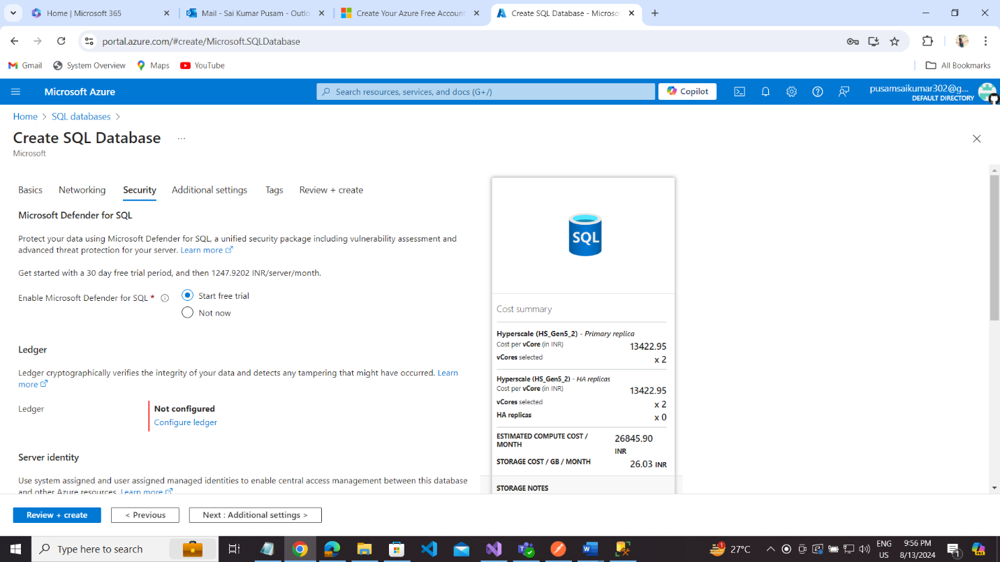 Home | Microsoft 365
Mail - Sai Kumar Pusam - Outlo
Create Your Azure Free Account
Create SQL Database - Microsof
portal.azure.com/#create/Microsoft.SQLDatabase
Gmail
System Overview
Maps
YouTube
All Bookmarks
Microsoft Azure
Search resources, services, and docs (G+/)
Copilot
pusamsaikumar302@g...
DEFAULT DIRECTORY
Home > SQL databases >
Create SQL Database
...
Microsoft
Basics
Networking
Security
Additional settings
Tags
Review + create
Microsoft Defender for SQL
Protect your data using Microsoft Defender for SQL, a unified security package including vulnerability assessment and
advanced threat protection for your server. Learn more
Get started with a 30 day free trial period, and then 1247.9202 INR/server/month.
Enable Microsoft Defender for SQL *
Start free trial
Not now
Ledger
Ledger cryptographically verifies the integrity of your data and detects any tampering that might have occurred. Learn
more
Ledger
Not configured
Configure ledger
Server identity
Use system assigned and user assigned managed identities to enable central access management between this database
and other Azure resources. Learn more
SQL
Cost summary
Hyperscale (HS_Gen5_2) - Primary replica
Cost per vCore (in INR) 13422.95
vCores selected x 2
Hyperscale (HS_Gen5_2) - HA replicas
Cost per vCore (in INR) 13422.95
vCores selected x 2
HA replicas x 0
ESTIMATED COMPUTE COST / 26845.90
MONTH INR
STORAGE COST / GB / MONTH 26.03 INR
STORAGE NOTES
Review + create
< Previous
Next : Additional settings >
Type here to search
1
27°C
ENG
US
9:56 PM
8/13/2024
1
PRE